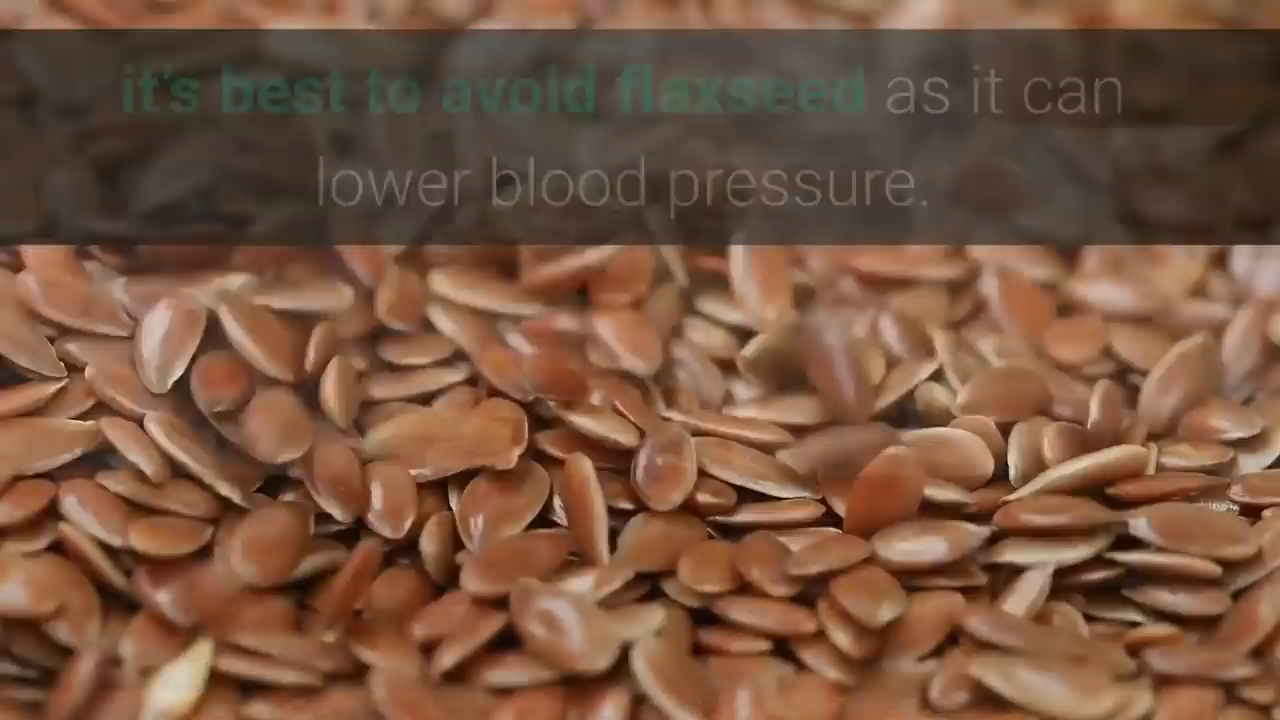 it's best to avoid flaxseed as it can
lower blood pressure.